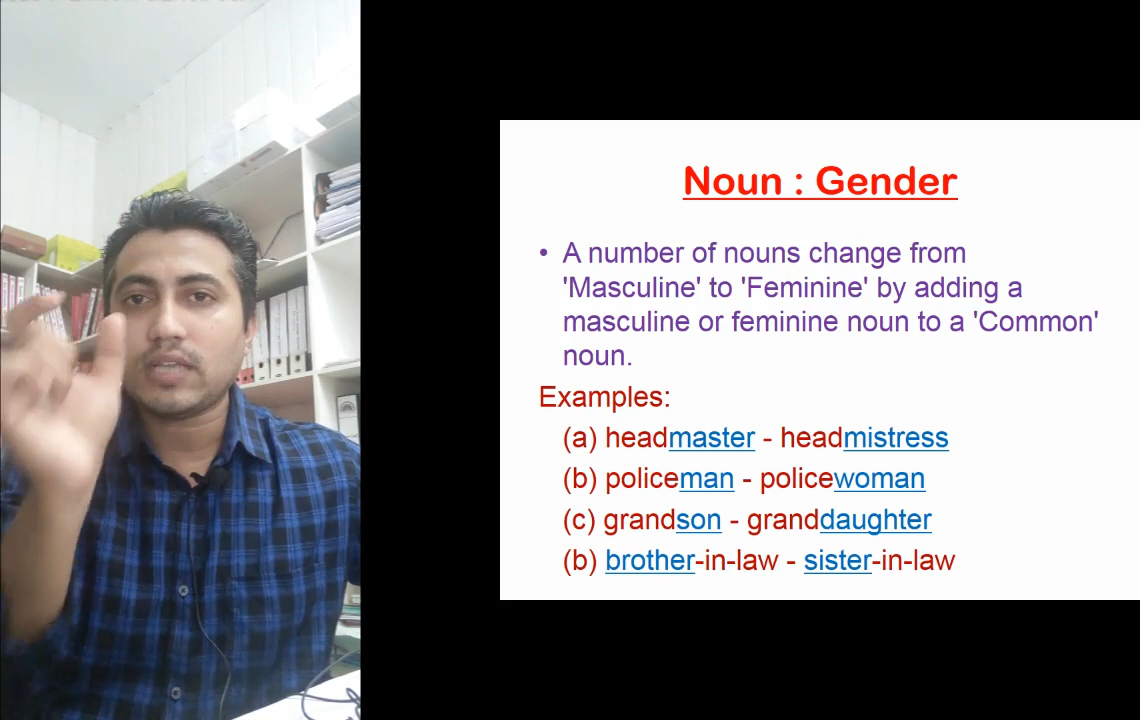 Noun : Gender
• A number of nouns change from
'Masculine' to 'Feminine' by adding a
masculine or feminine noun to a 'Common'
noun.
Examples:
(a) headmaster - headmistress
(b) policeman - policewoman
(c) grandson - granddaughter
(b) brother-in-law - sister-in-law